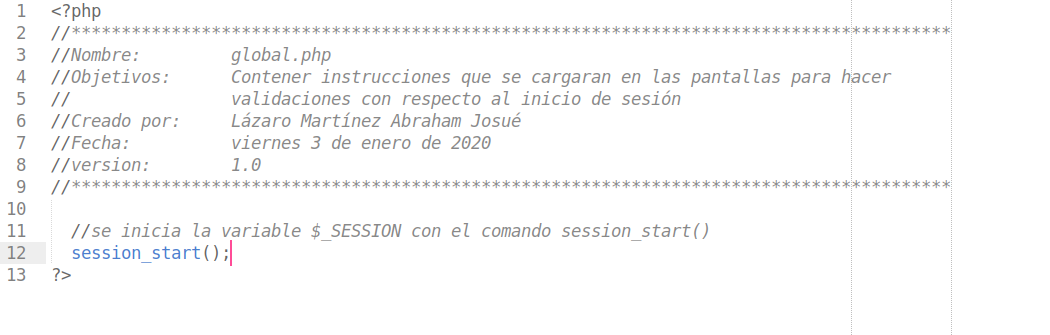 1 <?php
2 //****************************************************************************************
3 //Nombre:         global.php
4 //Objetivos:      Contener instrucciones que se cargaran en las pantallas para hacer
5 //                validaciones con respecto al inicio de sesión
6 //Creado por:     Lázaro Martínez Abraham Josué
7 //Fecha:          viernes 3 de enero de 2020
8 //version:        1.0
9 //****************************************************************************************
10
11   //se inicia la variable $_SESSION con el comando session_start()
12   session_start();
13 ?>